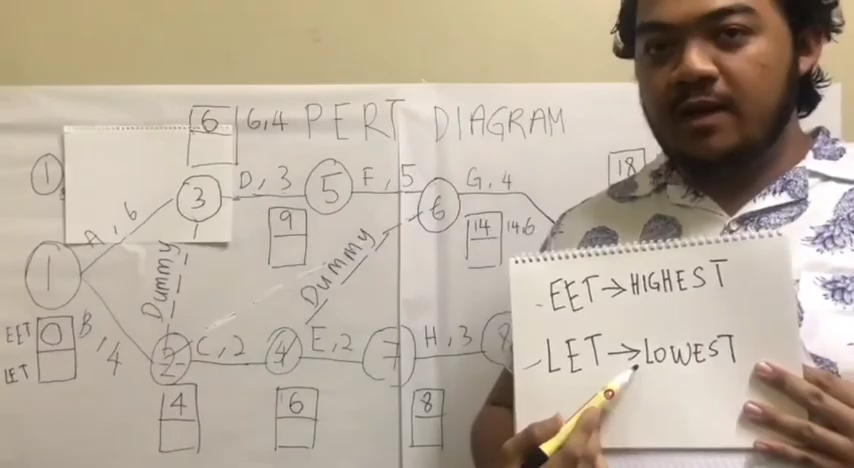 6 6,4 PERT DIAGRAM
1
18
A, 6
3
D, 3
5
F, 5
6
G, 4
1
9
14 14,6
Dummy
Dummy
EET 0
LET
B, 4
2
C, 2
4
E, 2
7
H, 3
8
4
6
8
EET → HIGHEST
LET → LOWEST